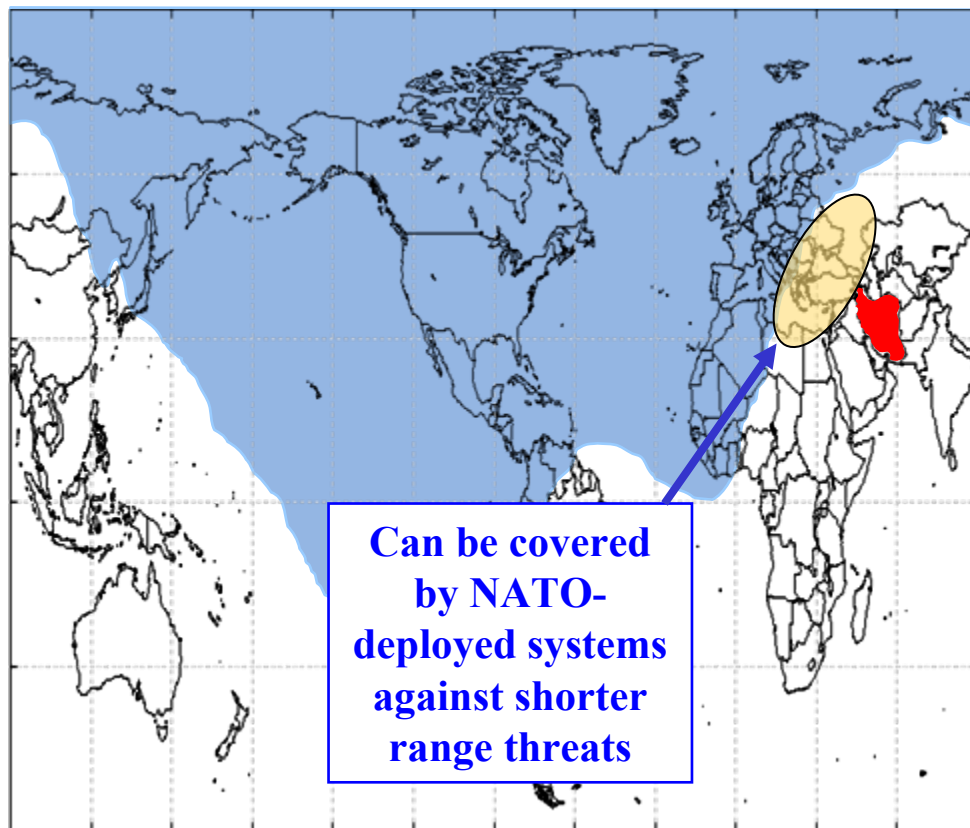 Can be covered
by NATO-
deployed systems
against shorter
range threats